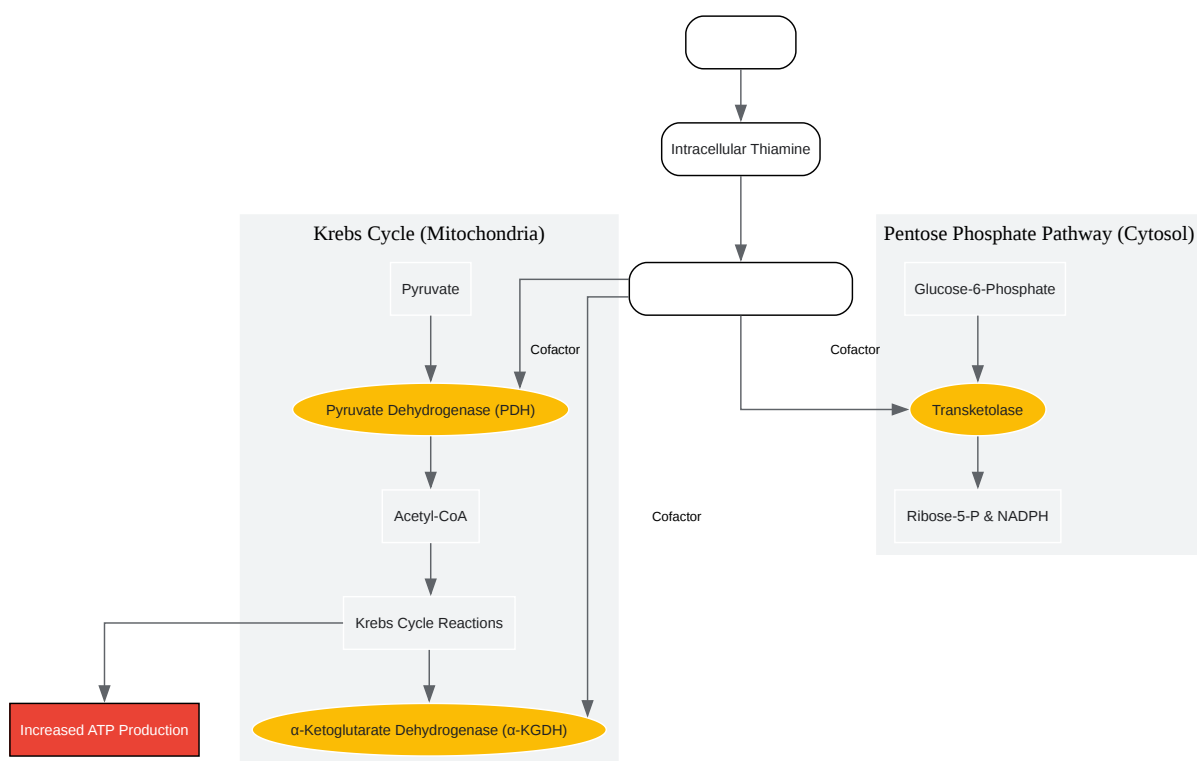 Intracellular Thiamine
Krebs Cycle (Mitochondria)
Pentose Phosphate Pathway (Cytosol)
Pyruvate
Glucose-6-Phosphate
Cofactor
Cofactor
Pyruvate Dehydrogenase (PDH)
Transketolase
Acetyl-CoA
Cofactor
Ribose-5-P & NADPH
Krebs Cycle Reactions
Increased ATP Production
α-Ketoglutarate Dehydrogenase (α-KGDH)